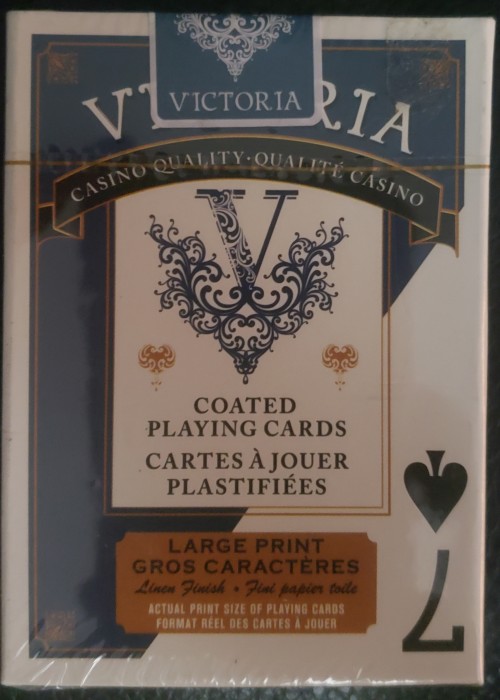 VICTORIA
CASINO QUALITY · QUALITÉ CASINO
V
COATED
PLAYING CARDS
CARTES À JOUER
PLASTIFIÉES
LARGE PRINT
GROS CARACTÈRES
Linen Finish • Fini papier toile
ACTUAL PRINT SIZE OF PLAYING CARDS
FORMAT RÉEL DES CARTES À JOUER
7